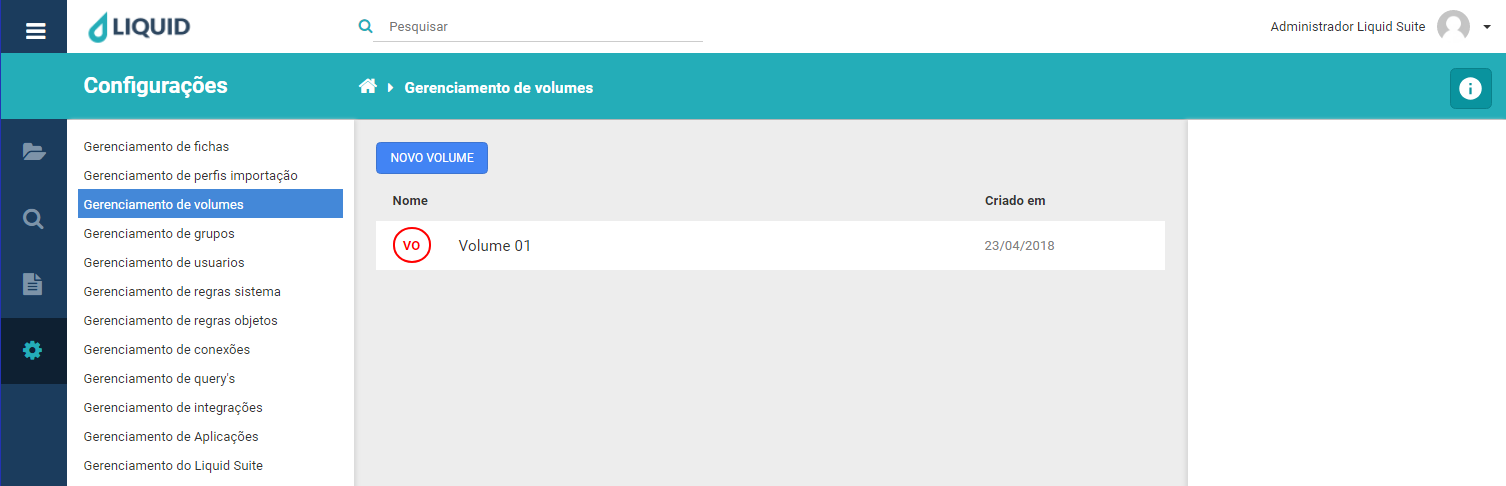 LIQUID
Pesquisar
Administrador Liquid Suite
Configurações
Gerenciamento de volumes
Gerenciamento de fichas
Gerenciamento de perfis importação
Gerenciamento de volumes
Gerenciamento de grupos
Gerenciamento de usuarios
Gerenciamento de regras sistema
Gerenciamento de regras objetos
Gerenciamento de conexões
Gerenciamento de query's
Gerenciamento de integrações
Gerenciamento de Aplicações
Gerenciamento do Liquid Suite
NOVO VOLUME
Nome Criado em
VO Volume 01 23/04/2018